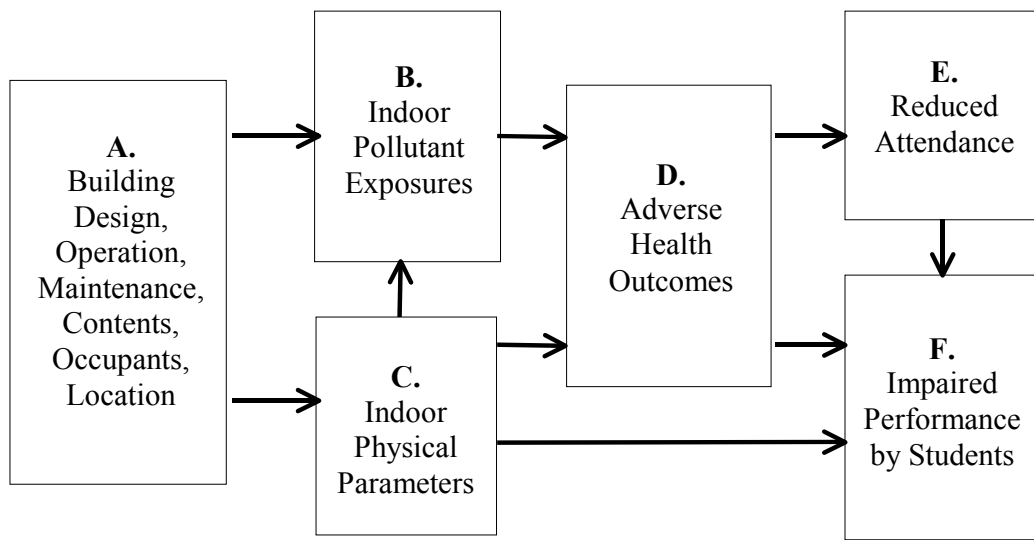 A.
Building
Design,
Operation,
Maintenance,
Contents,
Occupants,
Location
B.
Indoor
Pollutant
Exposures
C.
Indoor
Physical
Parameters
D.
Adverse
Health
Outcomes
E.
Reduced
Attendance
F.
Impaired
Performance
by Students